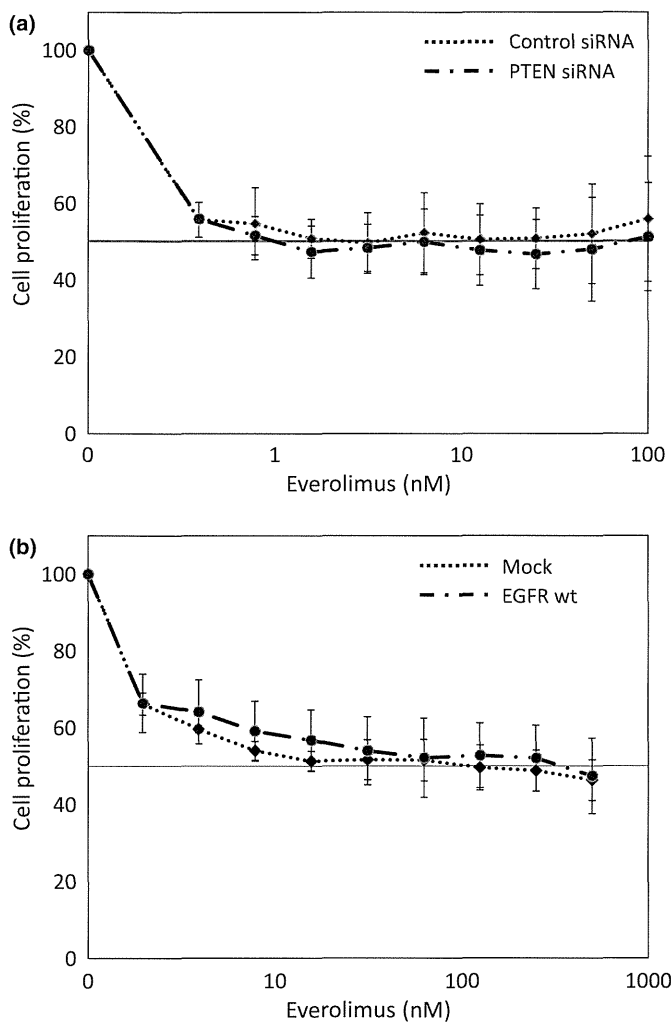 (a)
Control siRNA
PTEN siRNA
Cell proliferation (%)
100
80
60
40
20
0
0 1 10 100
Everolimus (nM)
(b)
Mock
EGFR wt
Cell proliferation (%)
100
80
60
40
20
0
0 10 100 1000
Everolimus (nM)